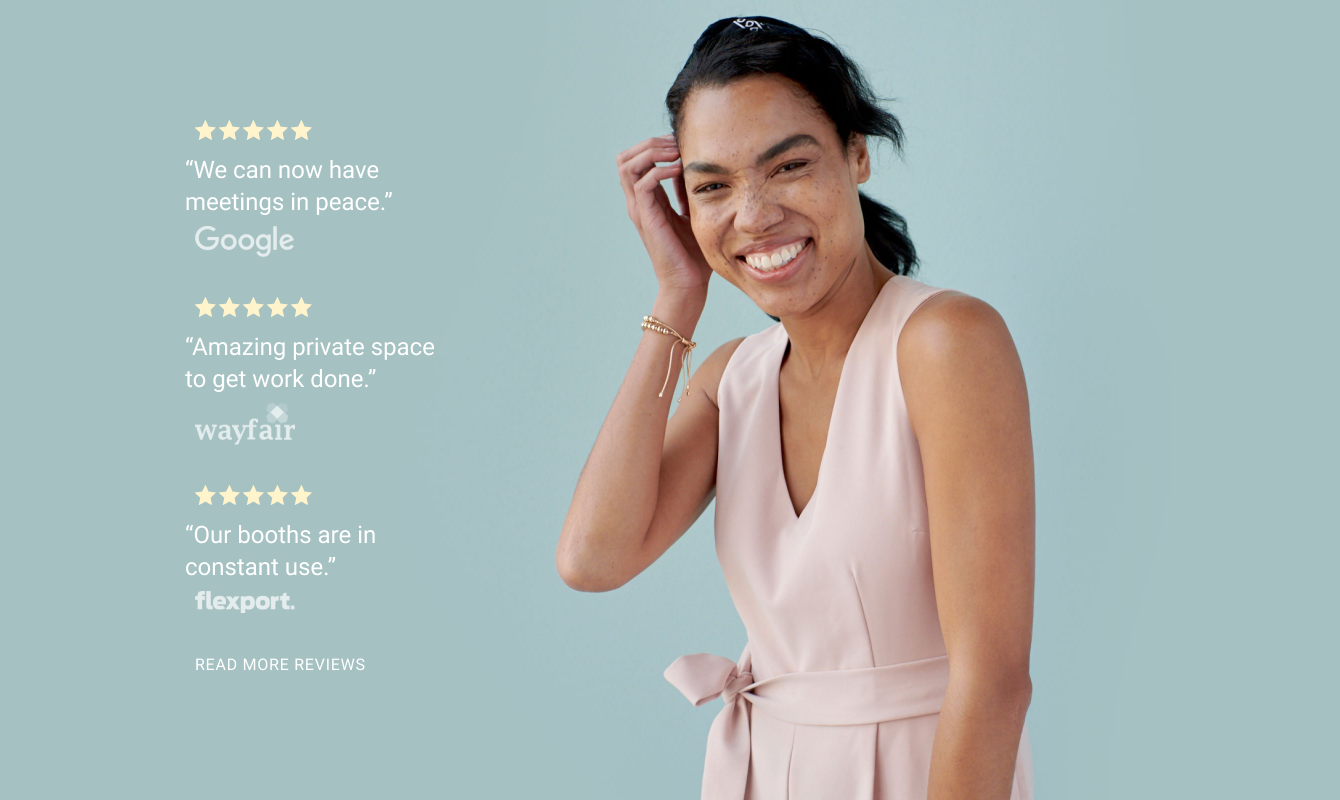 “We can now have
meetings in peace.”
Google
“Amazing private space
to get work done.”
wayfair
“Our booths are in
constant use.”
flexport.
READ MORE REVIEWS